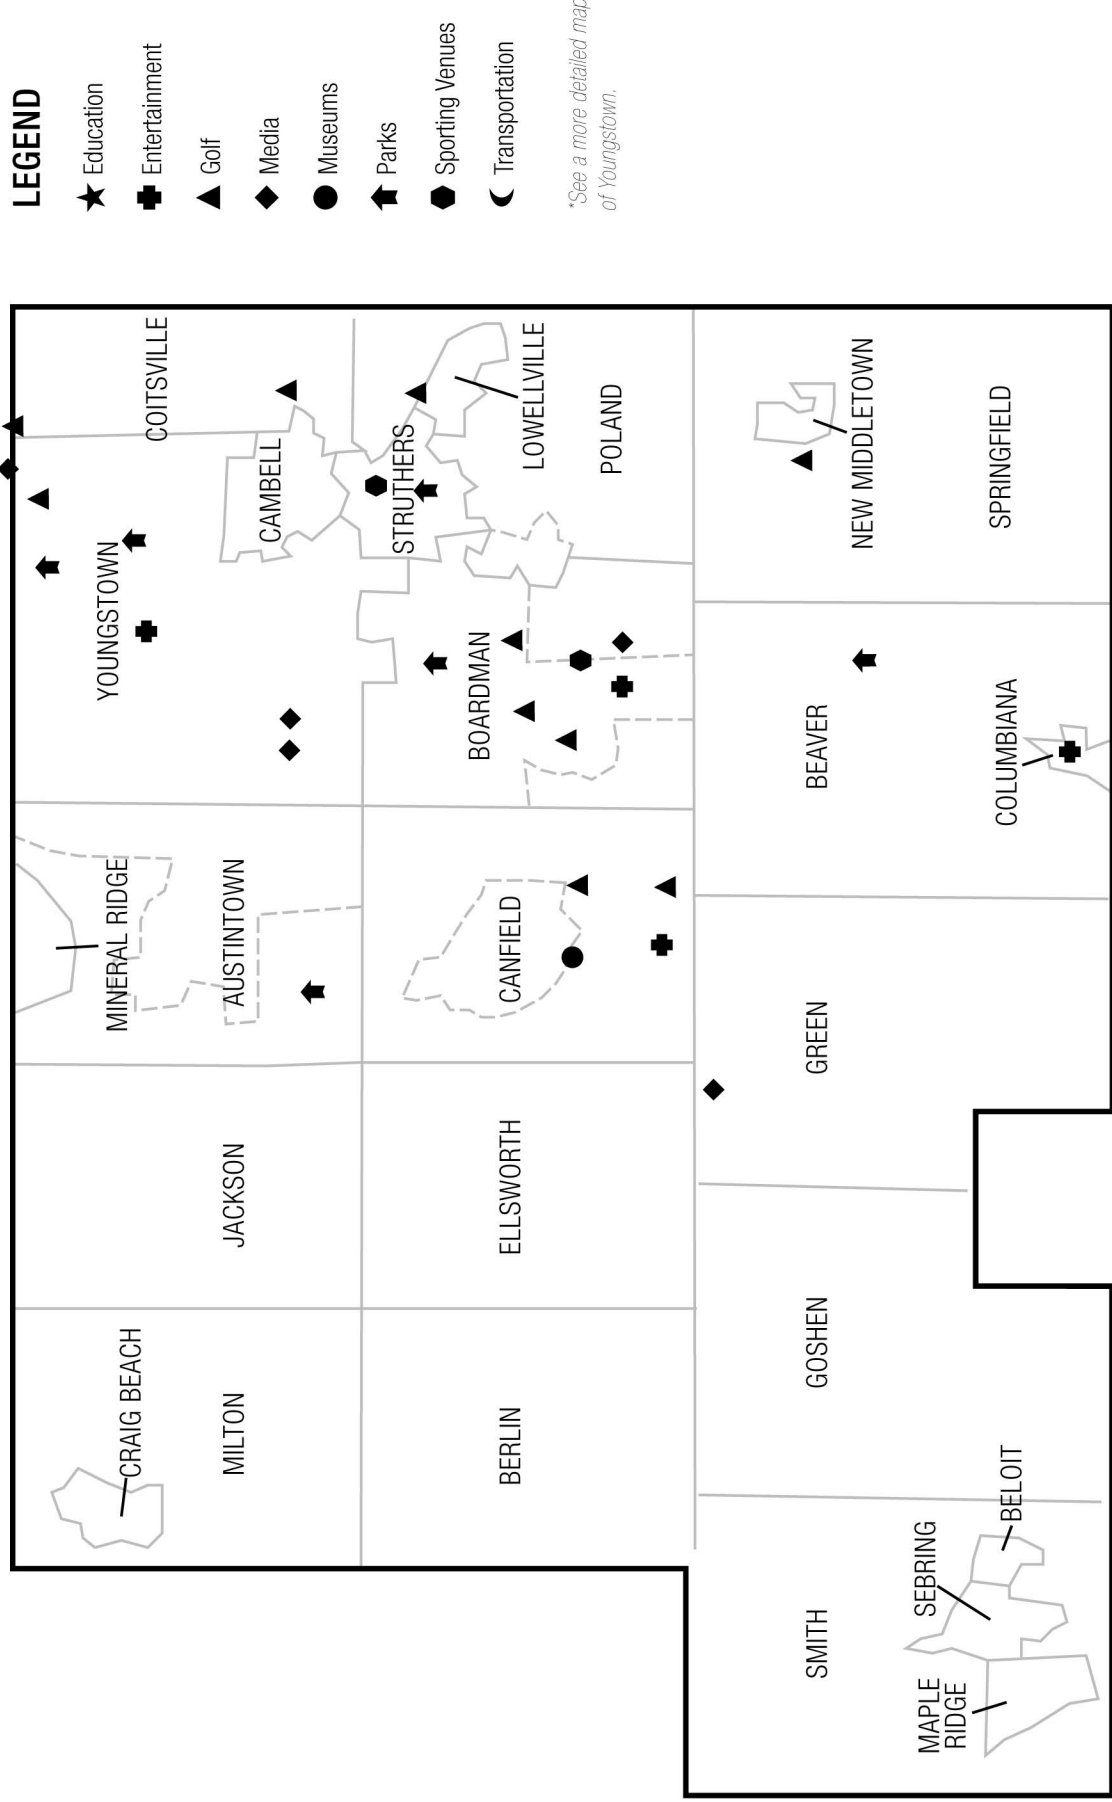 LEGEND
Education
Entertainment
Golf
Media
Museums
Parks
Sporting Venues
Transportation
*See a more detailed map
of Youngstown.
CRAIG BEACH
MILTON
JACKSON
MINERAL RIDGE
AUSTINTOWN
YOUNGSTOWN
COITSVILLE
CAMBELL
STRUTHERS
LOWELLVILLE
POLAND
BOARDMAN
CANFIELD
ELLSWORTH
BERLIN
SMITH
SEBRING
MAPLE
RIDGE
BELOIT
GOSHEN
GREEN
BEAVER
COLUMBIANA
NEW MIDDLETOWN
SPRINGFIELD